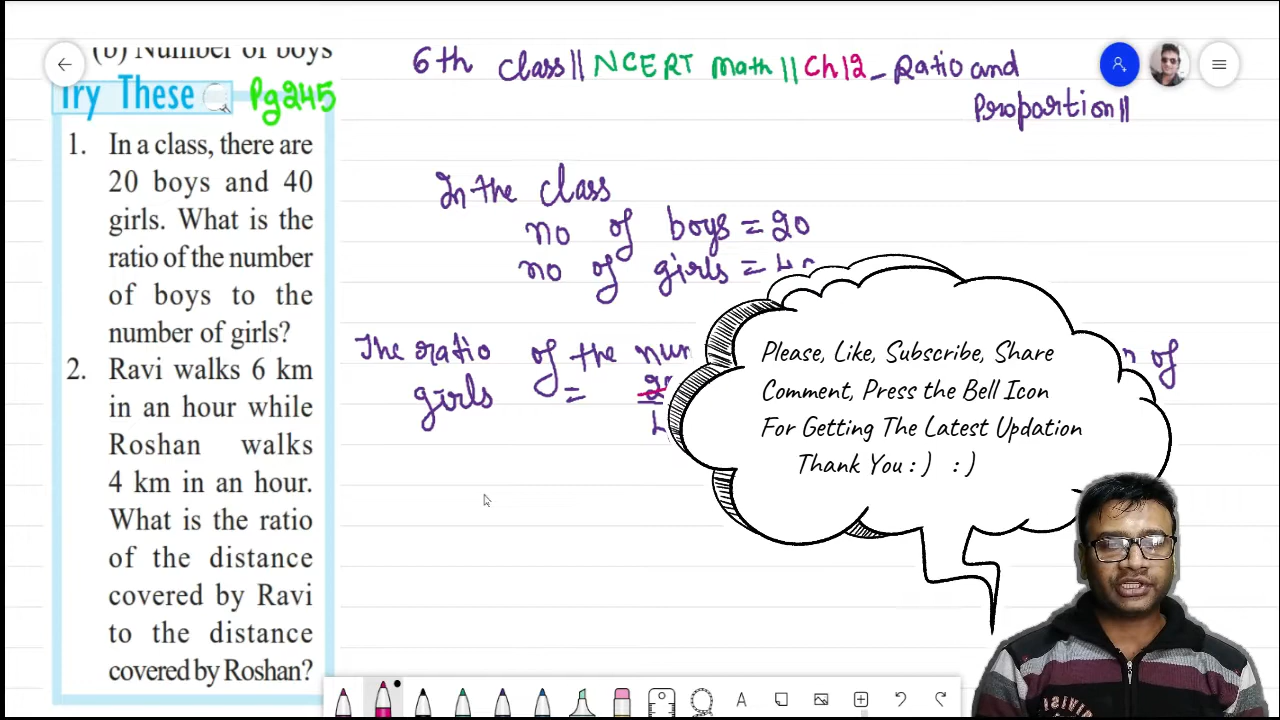 (b) Number of boys
Try These
Pg245
1. In a class, there are
20 boys and 40
girls. What is the
ratio of the number
of boys to the
number of girls?
2. Ravi walks 6 km
in an hour while
Roshan walks
4 km in an hour.
What is the ratio
of the distance
covered by Ravi
to the distance
covered by Roshan?
6th class|| NCERT math || Ch12 - Ratio and
Proportion||
In the class
no of boys = 20
no of girls =
The ratio of the of
girls =
Please, Like, Subscribe, Share
Comment, Press the Bell Icon
For Getting The Latest Updation
Thank You : ) : )
A